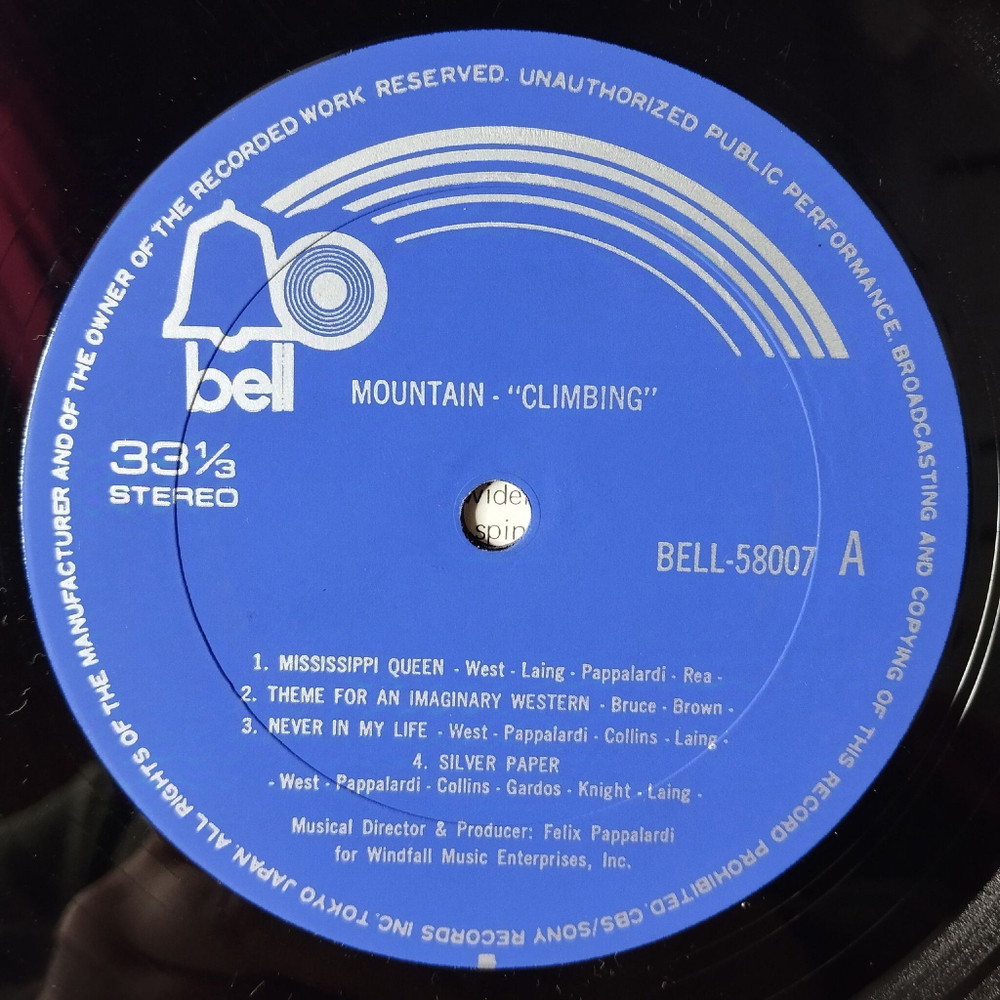 ALL RIGHTS OF THE MANUFACTURER AND OF THE OWNER OF THE RECORDED WORK RESERVED. UNAUTHORIZED PUBLIC PERFORMANCE, BROADCASTING AND COPYING OF THIS RECORD PROHIBITED. CBS/SONY RECORDS INC. TOKYO JAPAN.
bell
MOUNTAIN - “CLIMBING”
33⅓
STEREO
vide
spin
BELL-58007 A
1. MISSISSIPPI QUEEN - West - Laing - Pappalardi - Rea -
2. THEME FOR AN IMAGINARY WESTERN - Bruce - Brown -
3. NEVER IN MY LIFE - West - Pappalardi - Collins - Laing -
4. SILVER PAPER
- West - Pappalardi - Collins - Gardos - Knight - Laing -
Musical Director & Producer: Felix Pappalardi
for Windfall Music Enterprises, Inc.